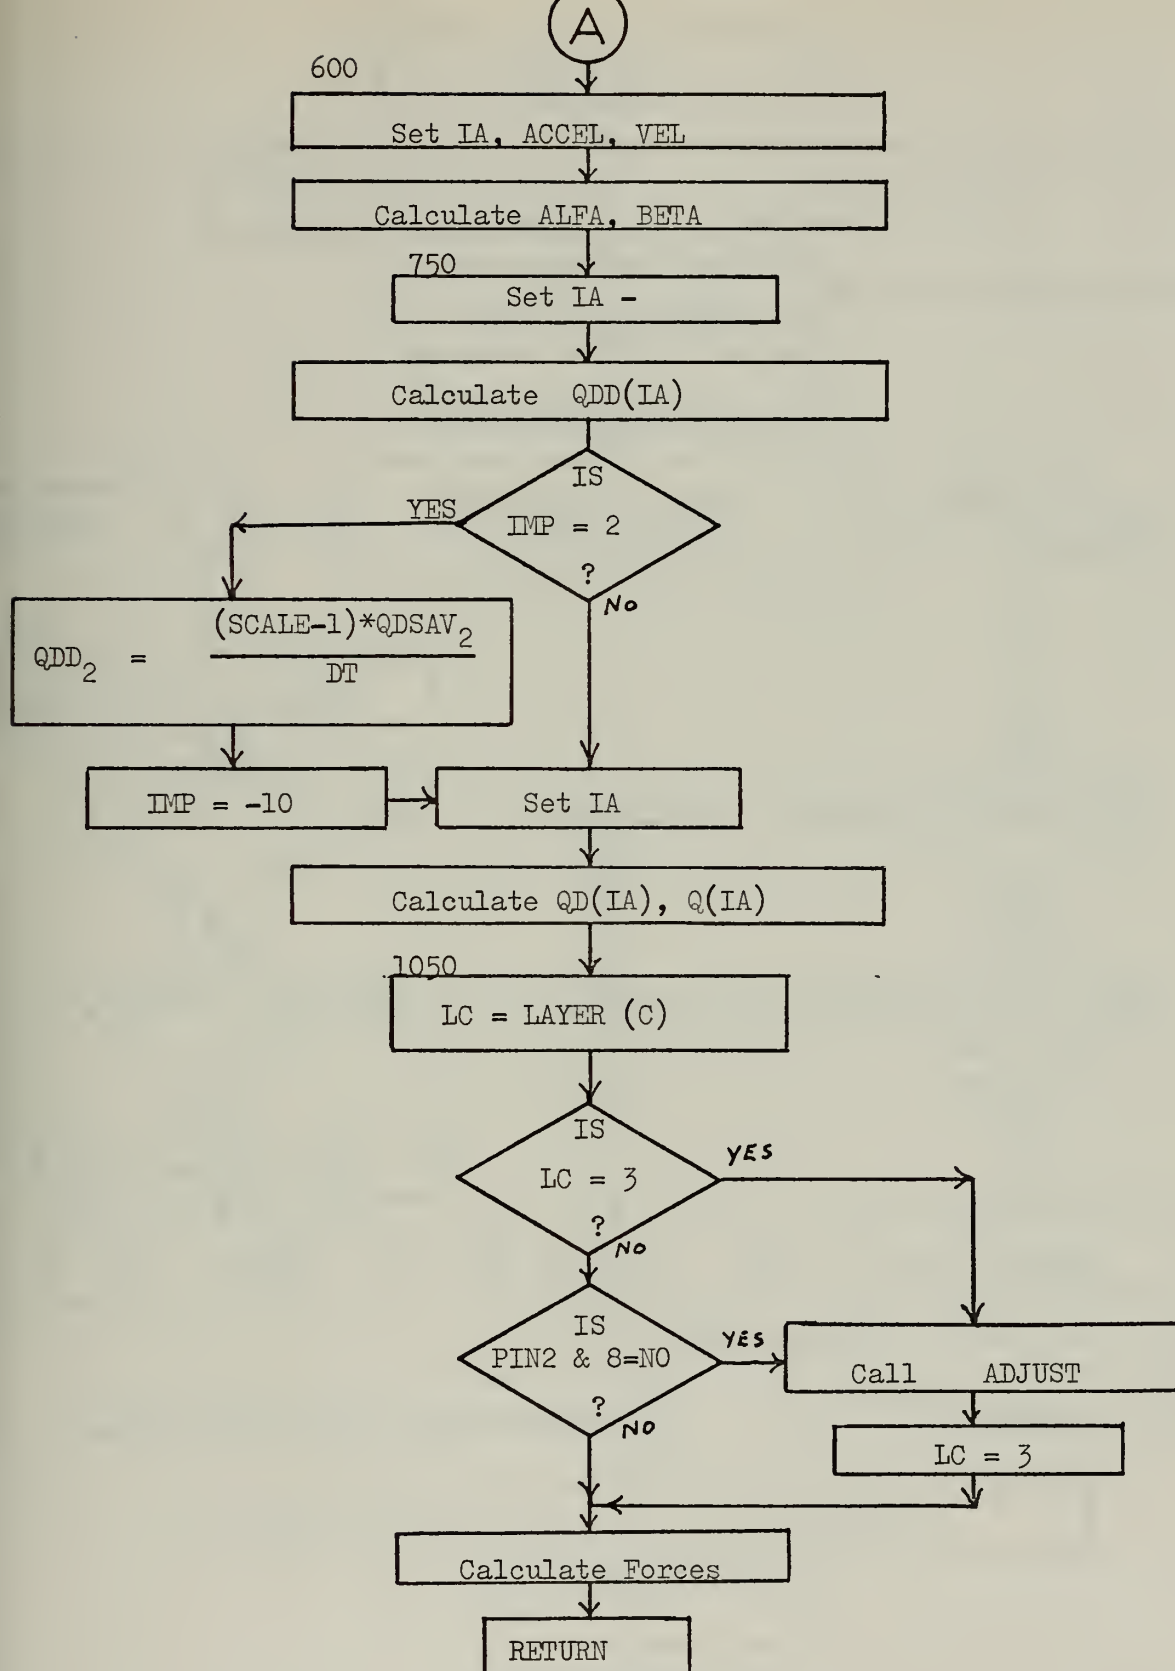 A
600
Set IA, ACCEL, VEL
Calculate ALFA, BETA
750
Set IA -
Calculate QDD(IA)
IS
IMP = 2
?
YES
NO
(SCALE-1)*QDSAV2
QDD2 =
DT
IMP = -10
Set IA
Calculate QD(IA), Q(IA)
1050
LC = LAYER (C)
IS
LC = 3
?
YES
NO
IS
PIN2 & 8=NO
?
YES
NO
Call ADJUST
LC = 3
Calculate Forces
RETURN